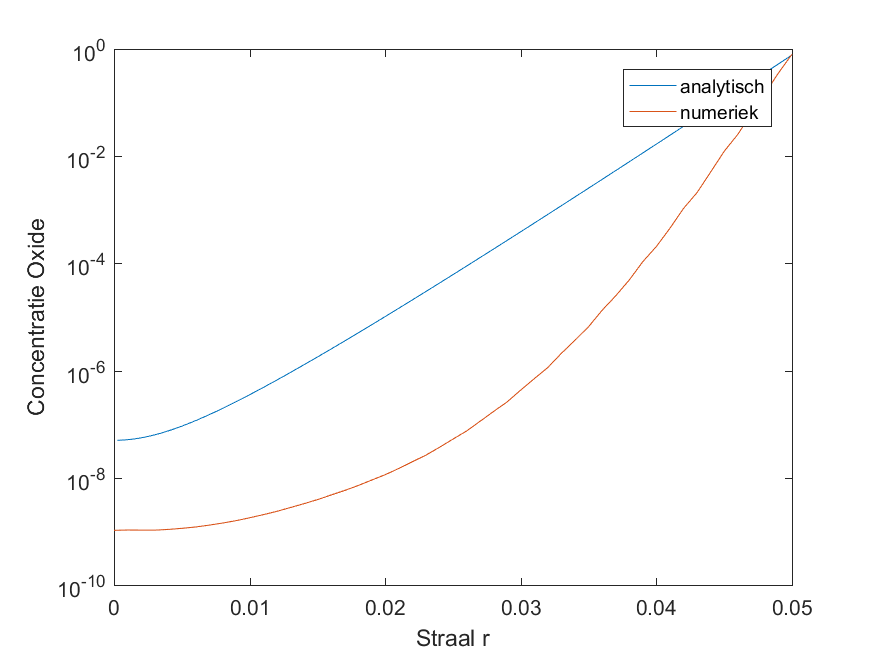 10^0
10^-2
10^-4
10^-6
10^-8
10^-10
Concentratie Oxide
analytisch
numeriek
0 0.01 0.02 0.03 0.04 0.05
Straal r